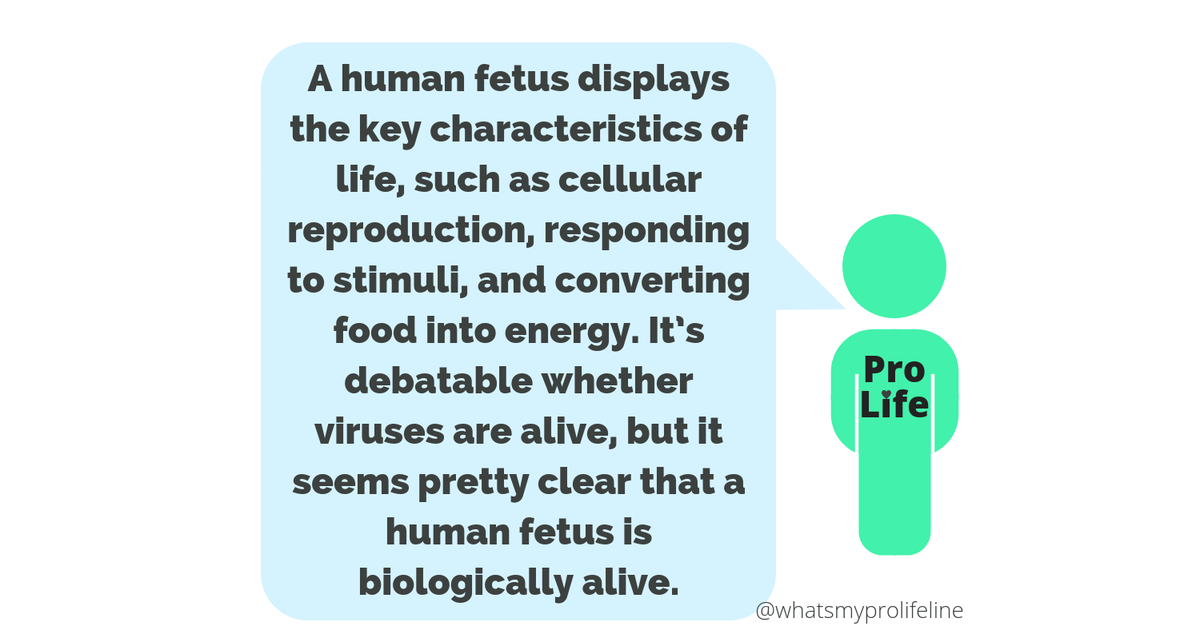 A human fetus displays
the key characteristics of
life, such as cellular
reproduction, responding
to stimuli, and converting
food into energy. It‛s
debatable whether
viruses are alive, but it
seems pretty clear that a
human fetus is
biologically alive.
Pro
Life
@whatsmyprolifeline